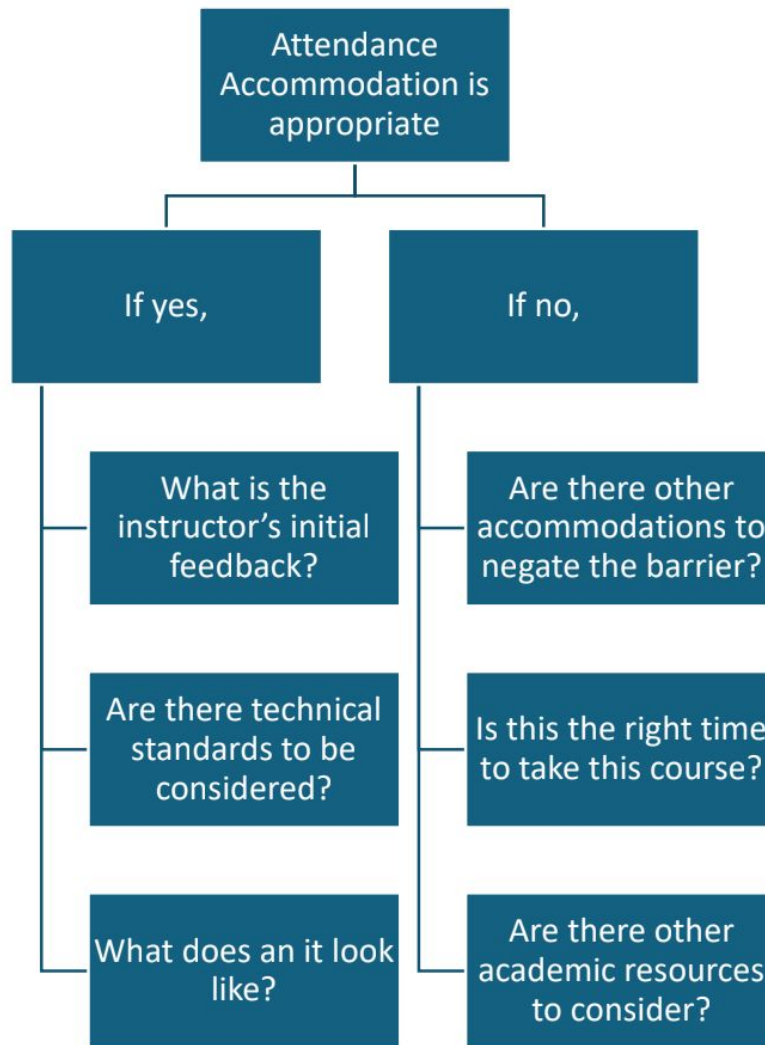 Attendance
Accommodation is
appropriate
If yes,
If no,
What is the
instructor’s initial
feedback?
Are there technical
standards to be
considered?
What does an it look
like?
Are there other
accommodations to
negate the barrier?
Is this the right time
to take this course?
Are there other
academic resources
to consider?